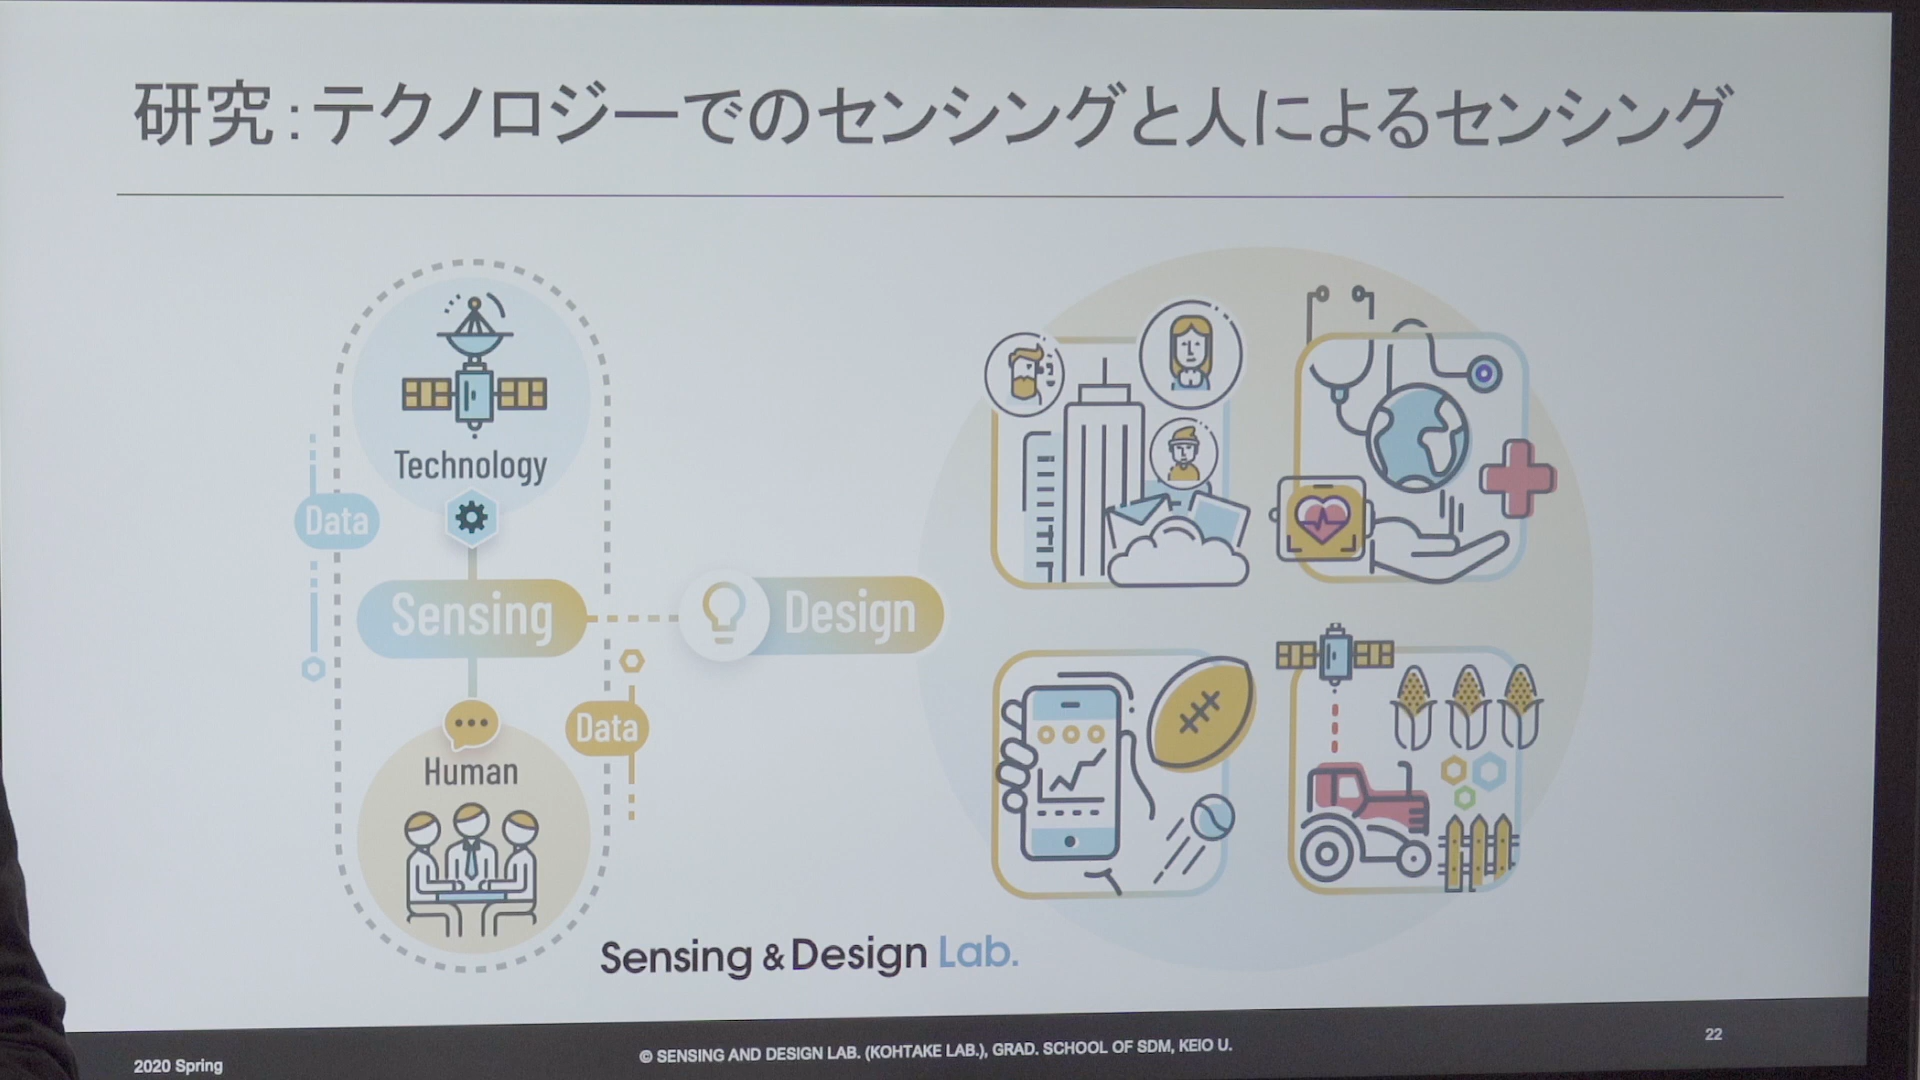 研究：テクノロジーでのセンシングと人によるセンシング
Technology
Data
Sensing
Design
Data
Human
Sensing & Design Lab.
2020 Spring
© SENSING AND DESIGN LAB. (KOHTAKE LAB.), GRAD. SCHOOL OF SDM, KEIO U.
22